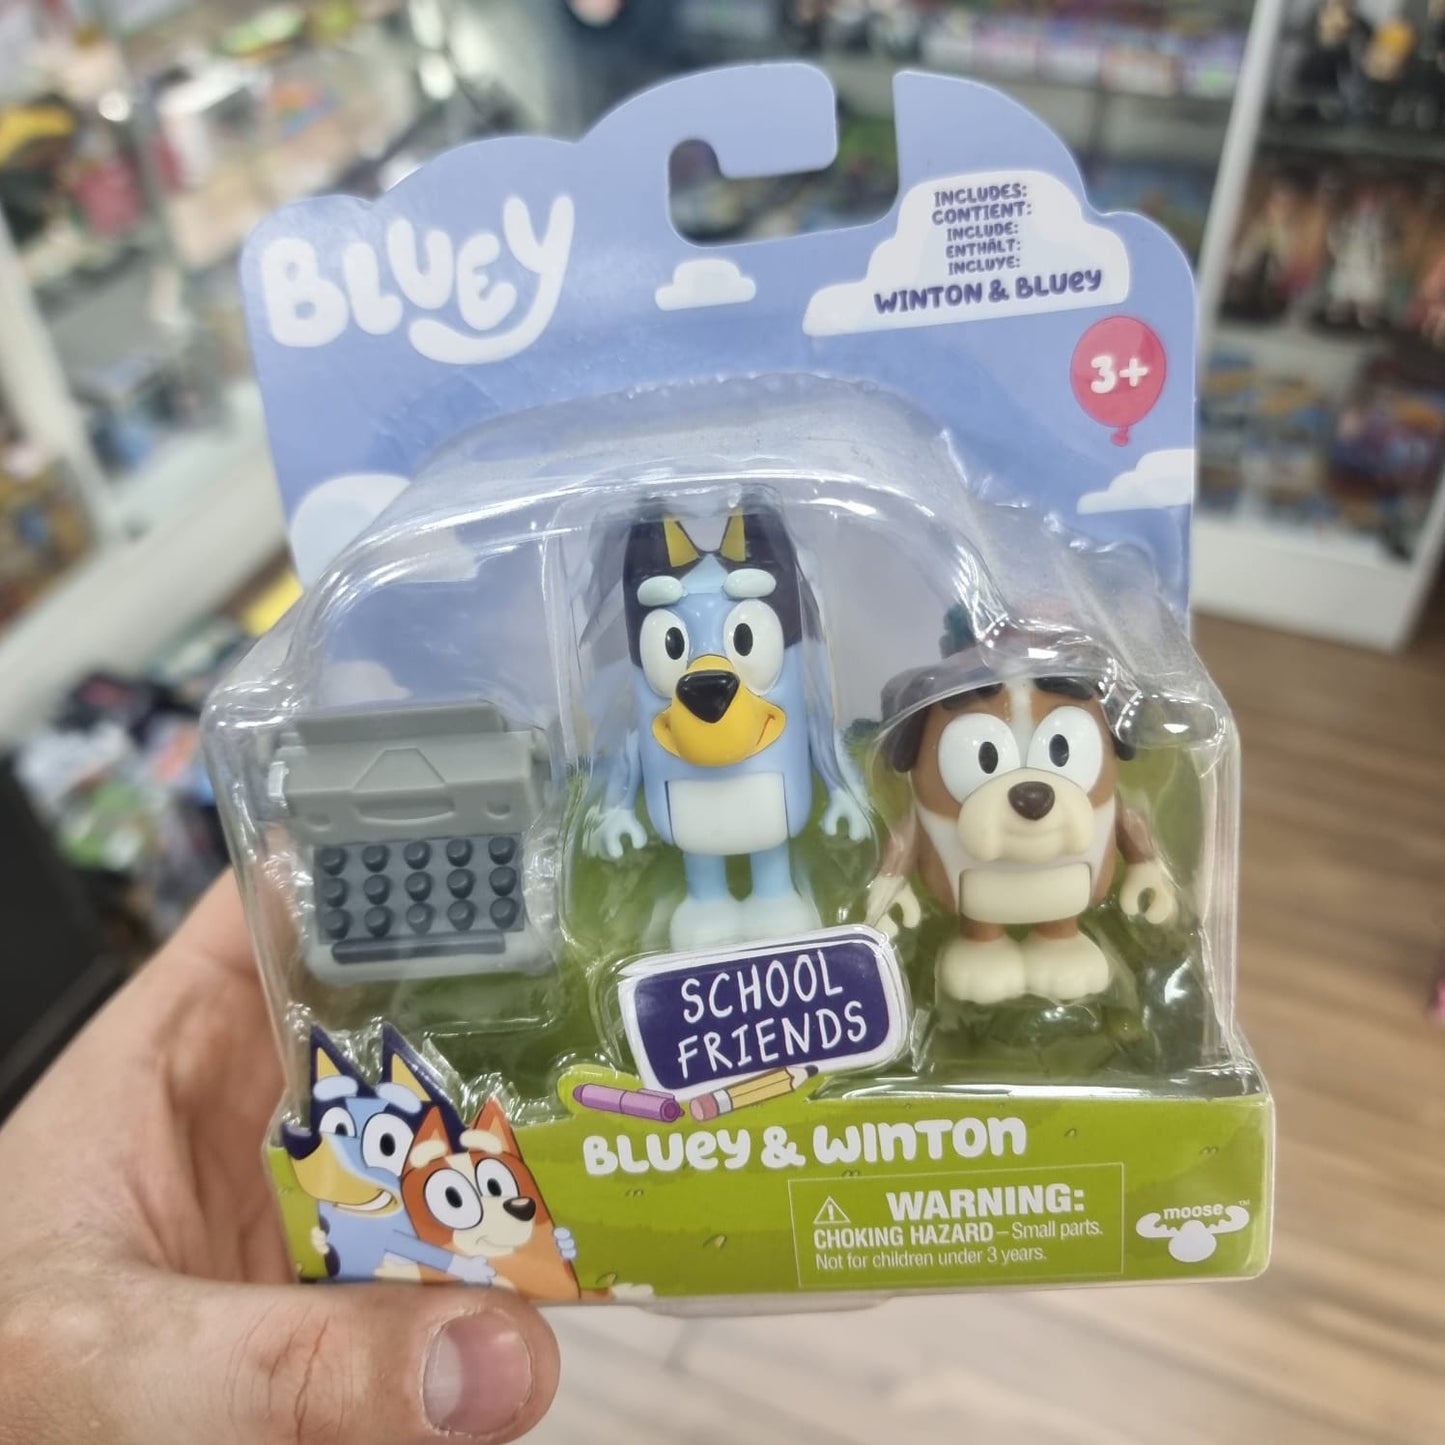 BLUEY
INCLUDES:
CONTIENT:
INCLUDE:
ENTHÄLT:
INCLUYE:
WINTON & BLUEY
3+
SCHOOL
FRIENDS
BLUEY & WINTON
WARNING:
CHOKING HAZARD – Small parts.
Not for children under 3 years.
moose™